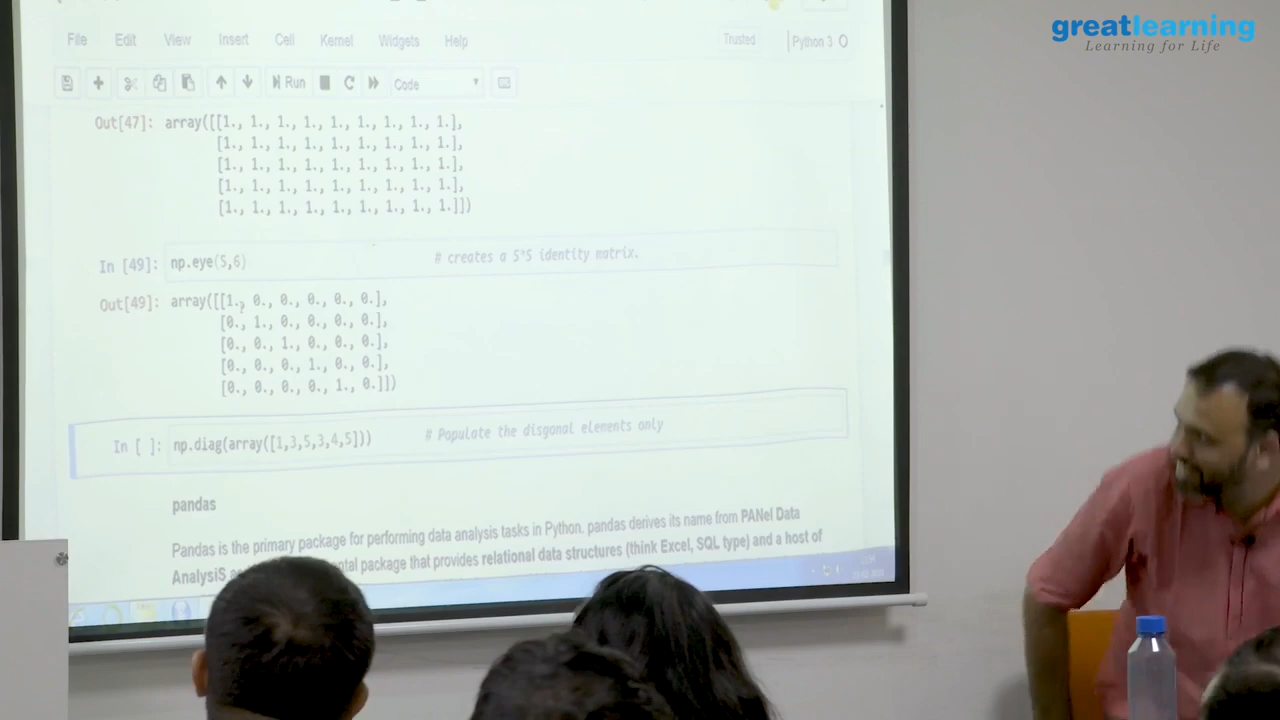 greatlearning
Learning for Life
File Edit View Insert Cell Kernel Widgets Help
Trusted Python 3
Run Code
Out[47]: array([[1., 1., 1., 1., 1., 1., 1., 1., 1.],
[1., 1., 1., 1., 1., 1., 1., 1., 1.],
[1., 1., 1., 1., 1., 1., 1., 1., 1.],
[1., 1., 1., 1., 1., 1., 1., 1., 1.],
[1., 1., 1., 1., 1., 1., 1., 1., 1.]])
In [49]: np.eye(5,6) # creates a 5*5 identity matrix.
Out[49]: array([[1., 0., 0., 0., 0., 0.],
[0., 1., 0., 0., 0., 0.],
[0., 0., 1., 0., 0., 0.],
[0., 0., 0., 1., 0., 0.],
[0., 0., 0., 0., 1., 0.]])
In [ ]: np.diag(array([1,3,5,3,4,5])) # Populate the disganal elements only
pandas
Pandas is the primary package for performing data analysis tasks in Python. pandas derives its name from PANel Data
AnalysiS package that provides relational data structures (think Excel, SQL type) and a host of